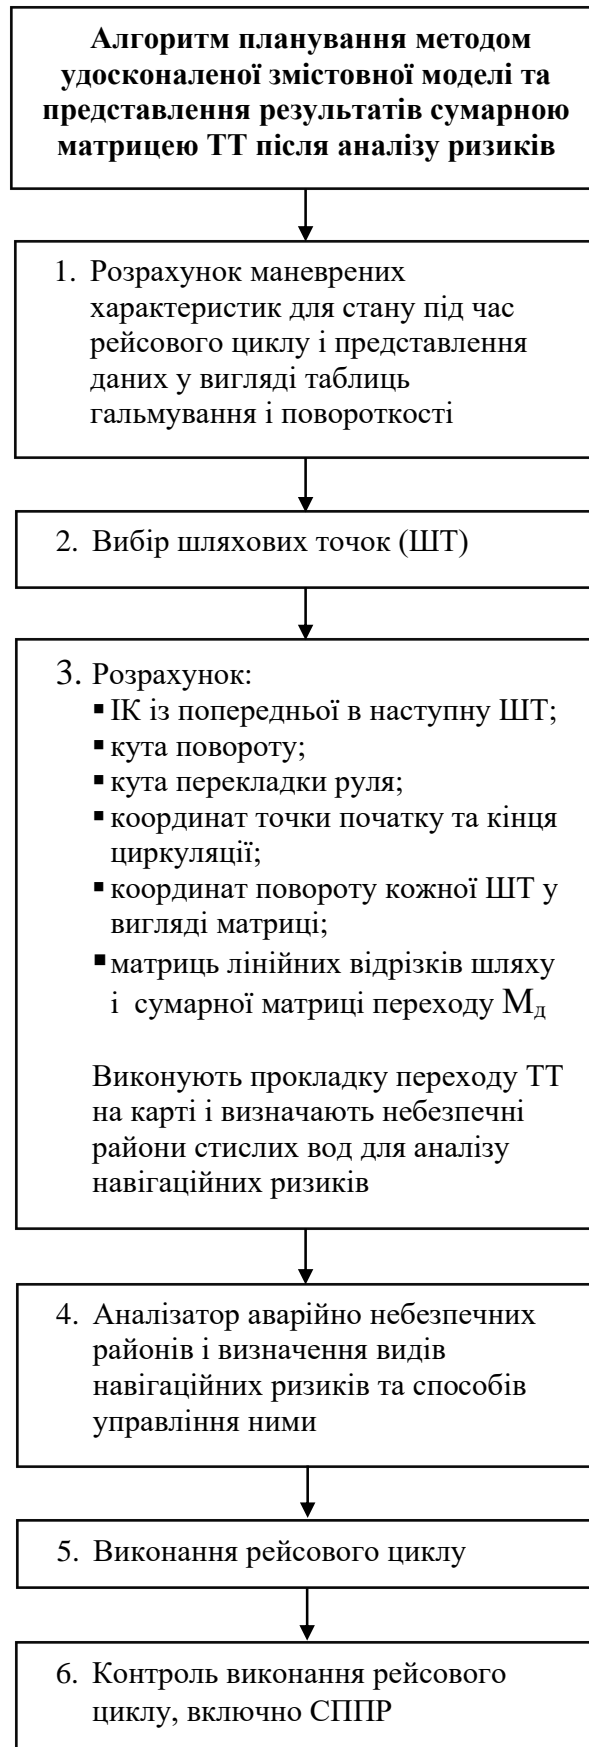 Алгоритм планування методом
удосконаленої змістовної моделі та
представлення результатів сумарною
матрицею ТТ після аналізу ризиків
1. Розрахунок маневрених
характеристик для стану під час
рейсового циклу і представлення
даних у вигляді таблиць
гальмування і повороткості
2. Вибір шляхових точок (ШТ)
3. Розрахунок:
▪ ІК із попередньої в наступну ШТ;
▪ кута повороту;
▪ кута перекладки руля;
▪ координат точки початку та кінця
циркуляції;
▪ координат повороту кожної ШТ у
вигляді матриці;
▪ матриць лінійних відрізків шляху
і сумарної матриці переходу Мд
Виконують прокладку переходу ТТ
на карті і визначають небезпечні
райони стислих вод для аналізу
навігаційних ризиків
4. Аналізатор аварійно небезпечних
районів і визначення видів
навігаційних ризиків та способів
управління ними
5. Виконання рейсового циклу
6. Контроль виконання рейсового
циклу, включно СППР